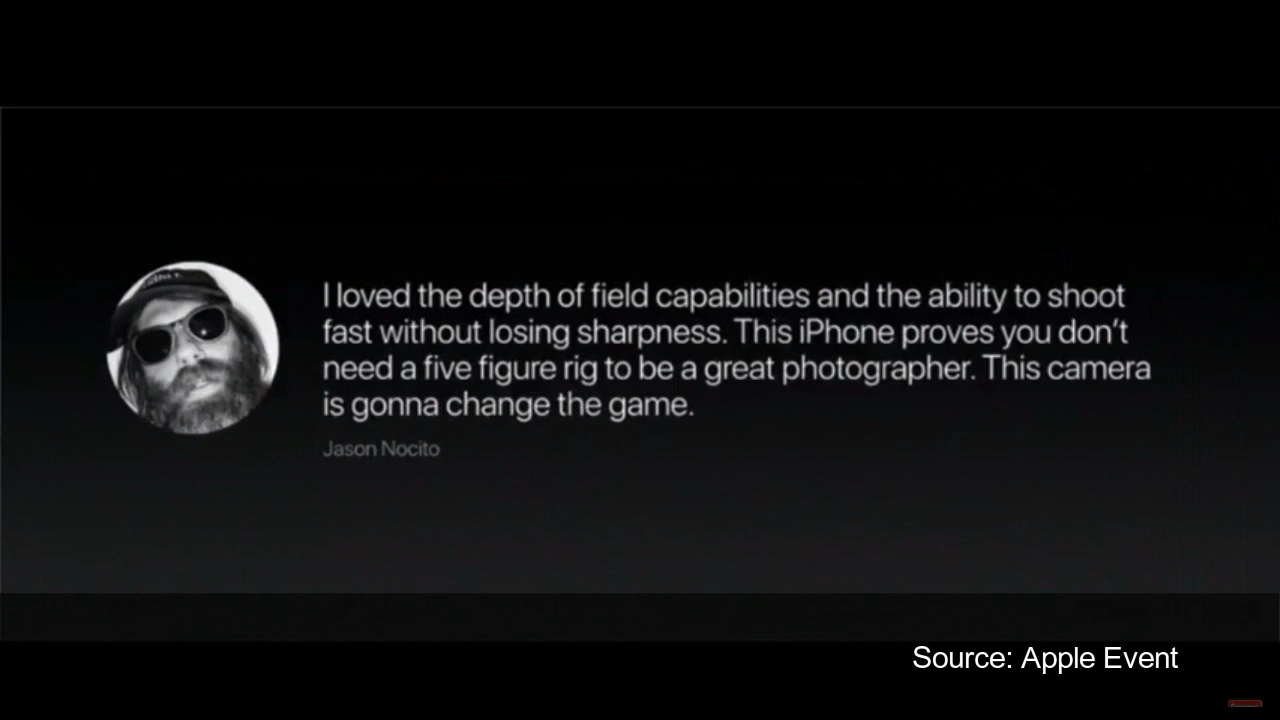 I loved the depth of field capabilities and the ability to shoot
fast without losing sharpness. This iPhone proves you don’t
need a five figure rig to be a great photographer. This camera
is gonna change the game.
Jason Nocito
Source: Apple Event